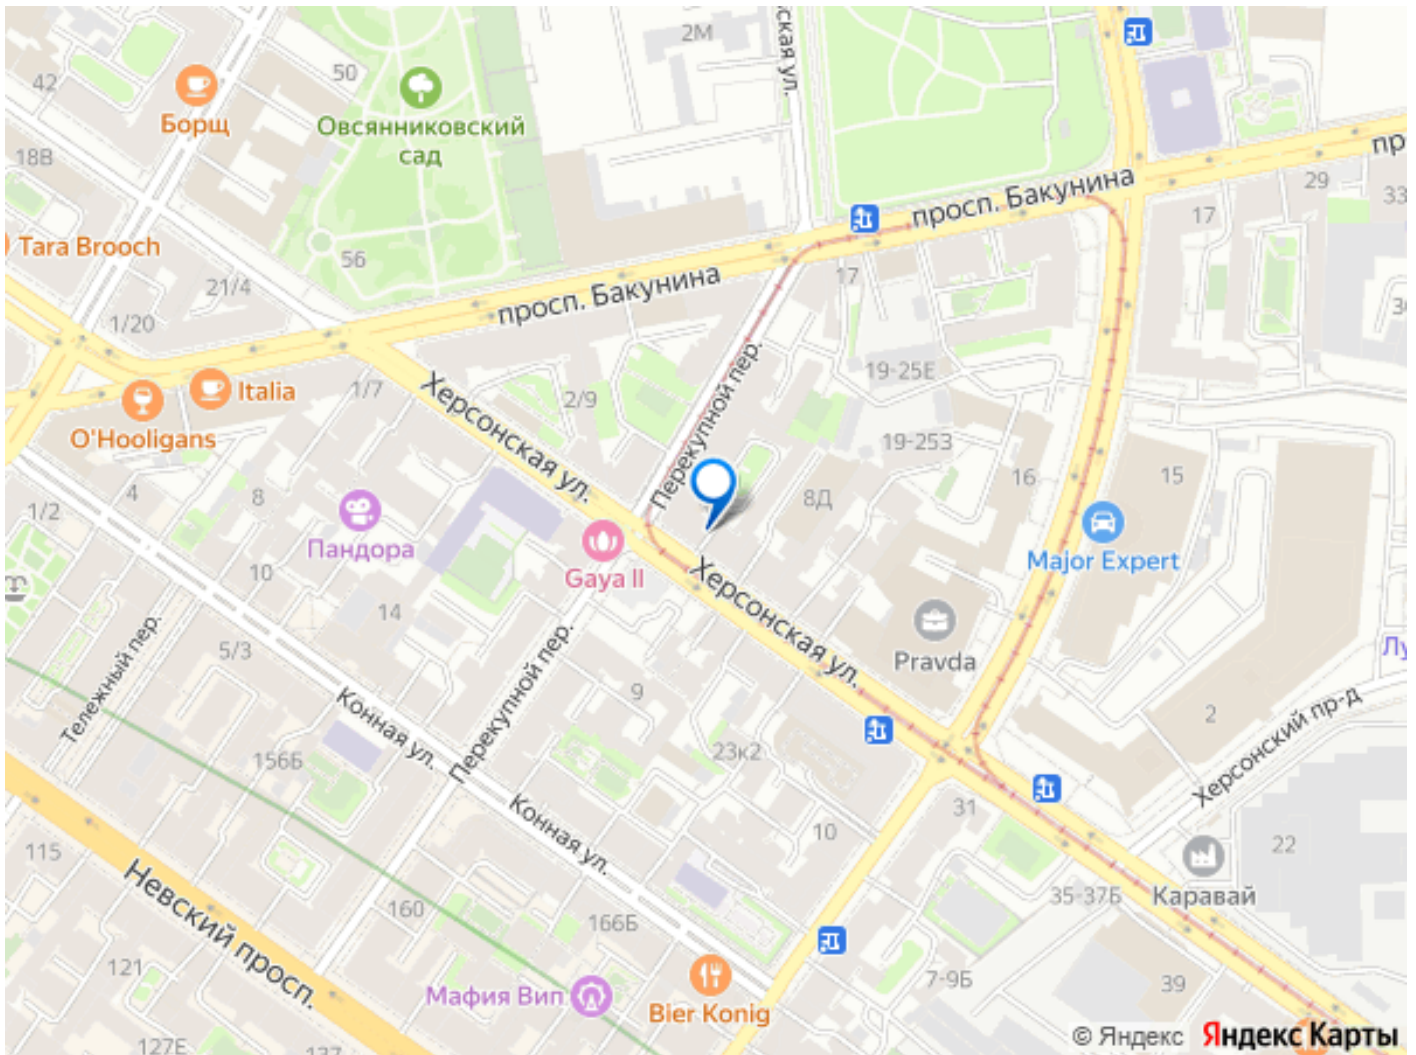 2М
ская ул.
50
42
Борщ
Овсянниковский
сад
18В
пр
просп. Бакунина
29
33
17
Tara Brooch
56
21/4
17
просп. Бакунина
1/20
Перекупной пер.
19-25Е
Italia
1/7
Херсонская ул.
2/9
O'Hooligans
19-253
16
15
4
8
8Д
1/2
Пандора
Gaya II
Major Expert
10
Херсонская ул.
14
5/3
Pravda
Лу
Тележный пер.
Перекупной пер.
9
Конная ул.
2
Херсонский пр-д
156Б
23к2
31
10
Конная ул.
115
22
Каравай
35-37Б
Невский просп.
160
166Б
121
7-9Б
39
Мафия Вип
Bier Konig
127Е
137
© Яндекс Яндекс Карты